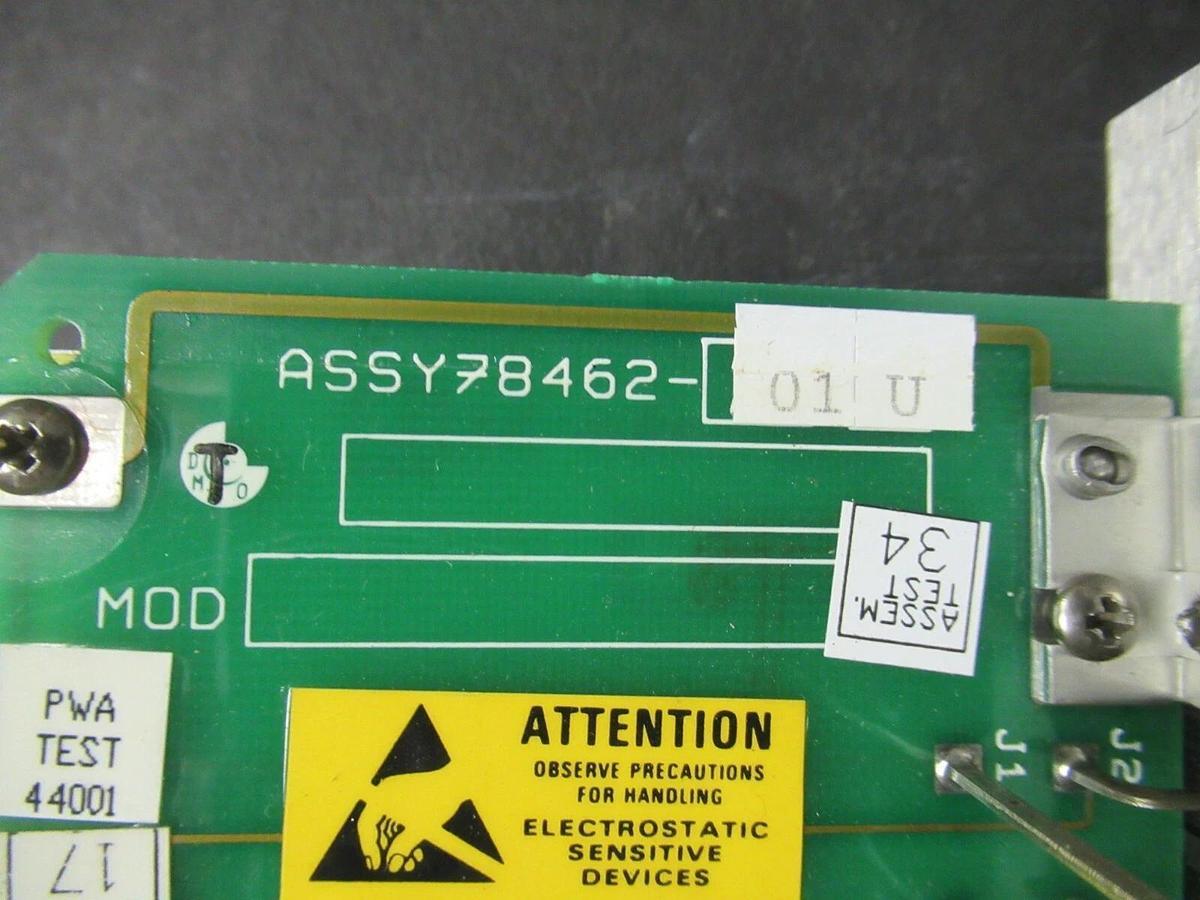 ASSY78462-
01 U
D
T
M O
MOD
ASSEM.
TEST
34
PWA
TEST
44001
17
ATTENTION
OBSERVE PRECAUTIONS
FOR HANDLING
ELECTROSTATIC
SENSITIVE
DEVICES
J1
J2